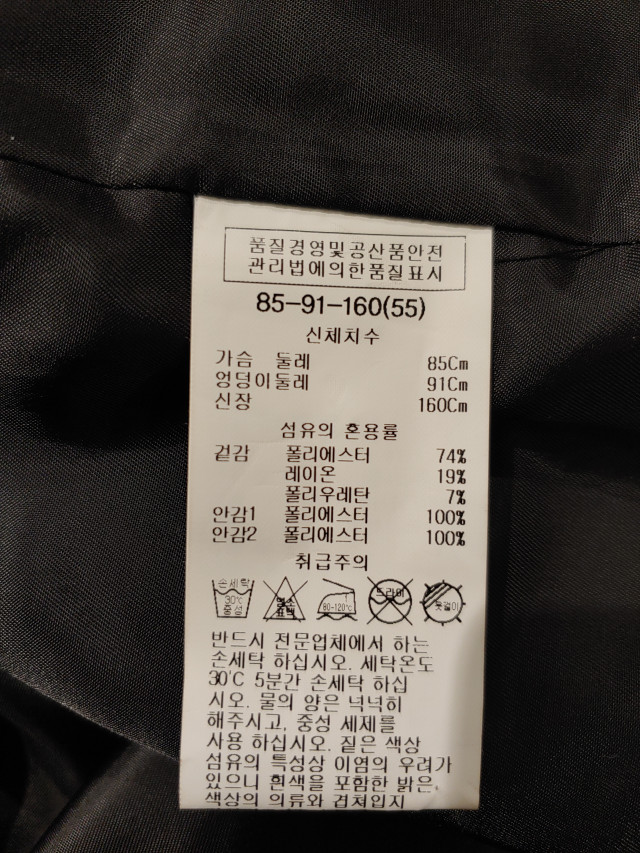 품질경영및공산품안전
관리법에의한품질표시
85-91-160(55)
신체치수
가슴 둘레 85Cm
엉덩이둘레 91Cm
신장 160Cm
섬유의 혼용률
겉감 폴리에스터 74%
레이온 19%
폴리우레탄 7%
안감1 폴리에스터 100%
안감2 폴리에스터 100%
취급주의
손세탁
30℃
중성
염소
표백
80-120℃
드라이
옷걸이
반드시 전문업체에서 하는
손세탁 하십시오. 세탁온도
30℃ 5분간 손세탁 하십
시오. 물의 양은 넉넉히
해주시고, 중성 세제를
사용 하십시오. 짙은 색상
섬유의 특성상 이염의 우려가
있으니 흰색을 포함한 밝은,
색상의 의류와 겹쳐입지